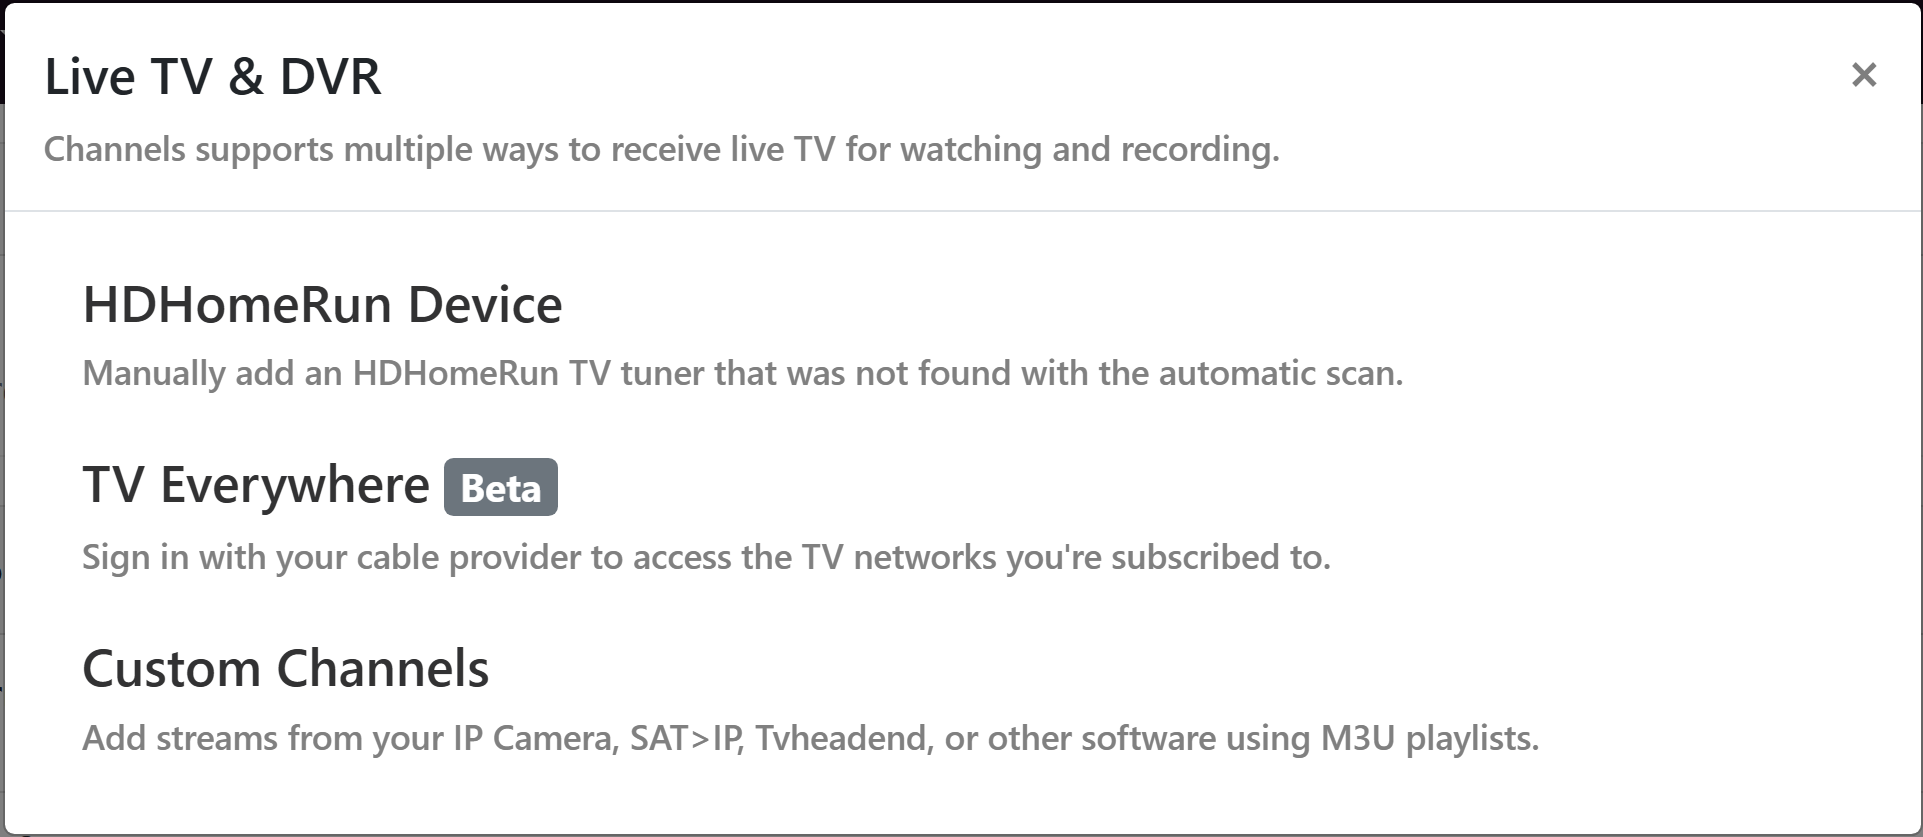 Live TV & DVR
×
Channels supports multiple ways to receive live TV for watching and recording.
HDHomeRun Device
Manually add an HDHomeRun TV tuner that was not found with the automatic scan.
TV Everywhere Beta
Sign in with your cable provider to access the TV networks you're subscribed to.
Custom Channels
Add streams from your IP Camera, SAT>IP, Tvheadend, or other software using M3U playlists.